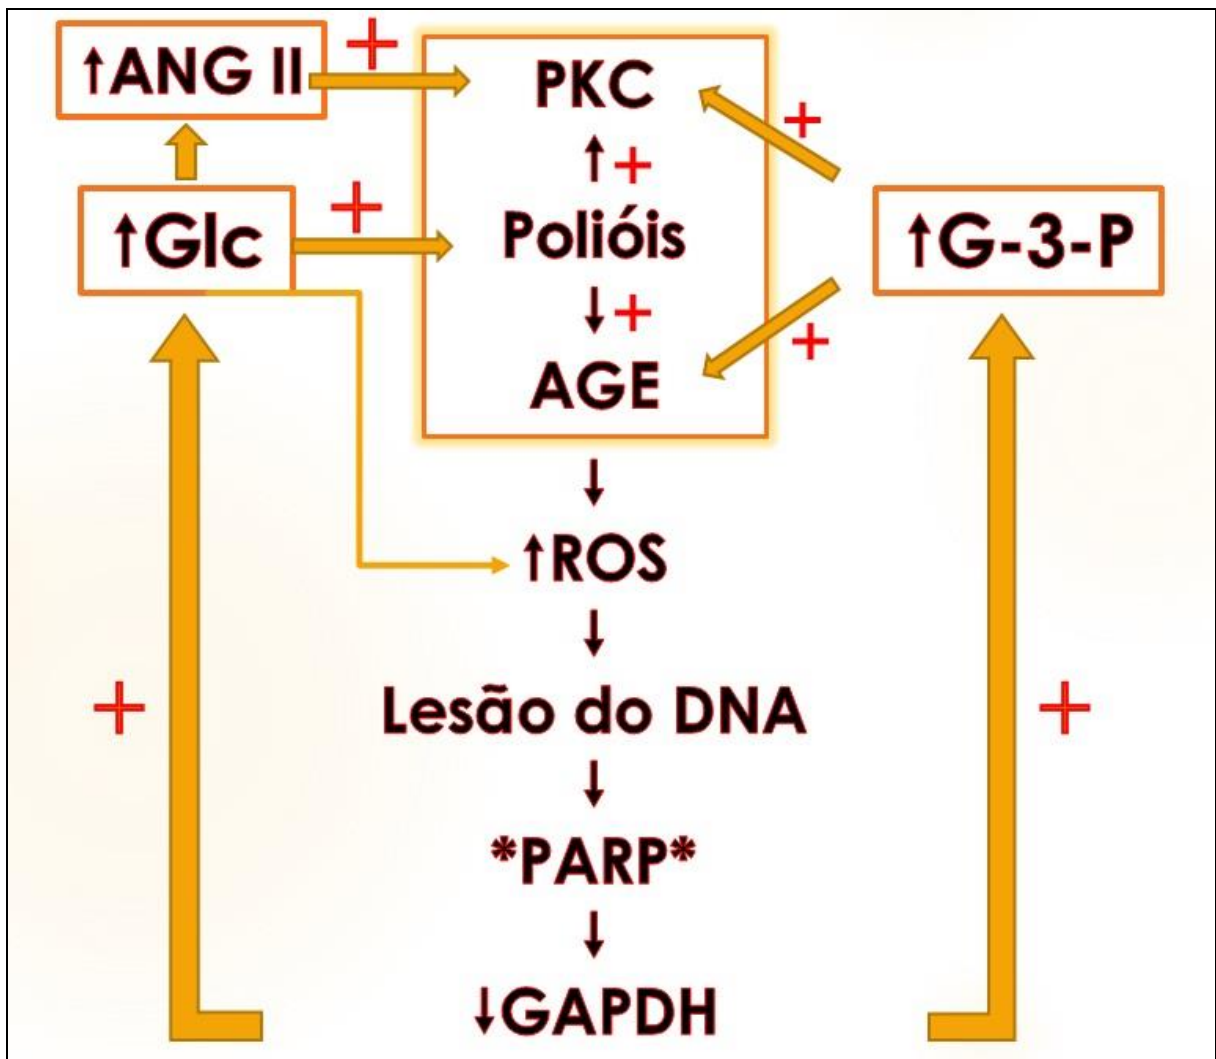 ↑ANG II
+
PKC
+
↑+
↑Glc
+
Polióis
↑G-3-P
↓+
+
AGE
↓
↑ROS
↓
+
Lesão do DNA
+
↓
*PARP*
↓
↓GAPDH